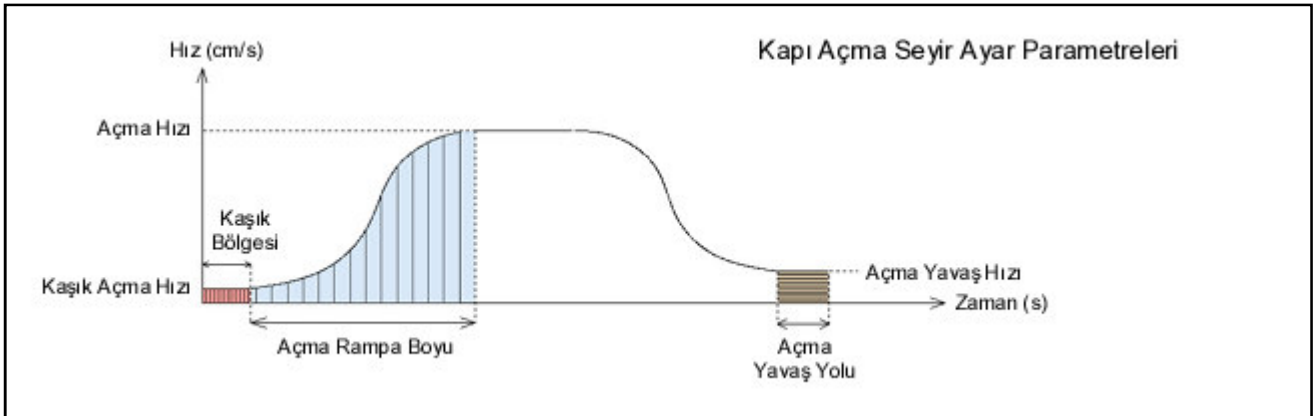 Hız (cm/s)
Kapı Açma Seyir Ayar Parametreleri
Açma Hızı
Kaşık
Bölgesi
Kaşık Açma Hızı
Açma Yavaş Hızı
Zaman (s)
Açma Rampa Boyu
Açma
Yavaş Yolu